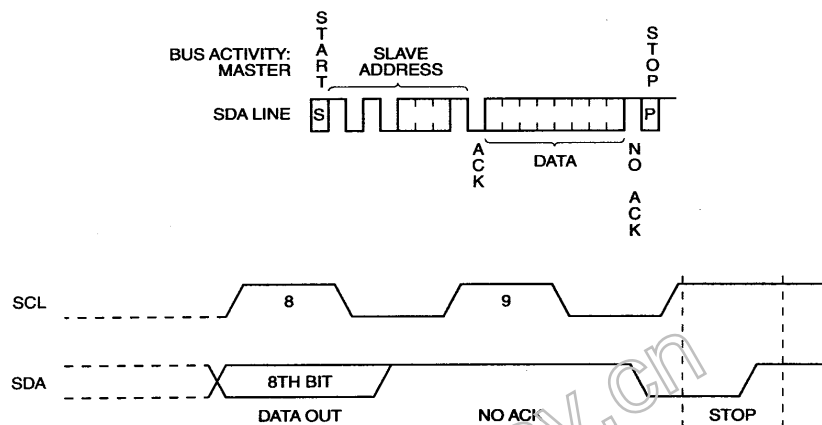 START
STOP
BUS ACTIVITY:
MASTER
SLAVE
ADDRESS
SDA LINE
S
P
ACK
DATA
NO ACK
SCL
8
9
SDA
8TH BIT
DATA OUT
NO ACK
STOP